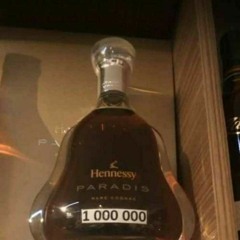 Hennessy
PARADIS
RARE COGNAC
1 000 000